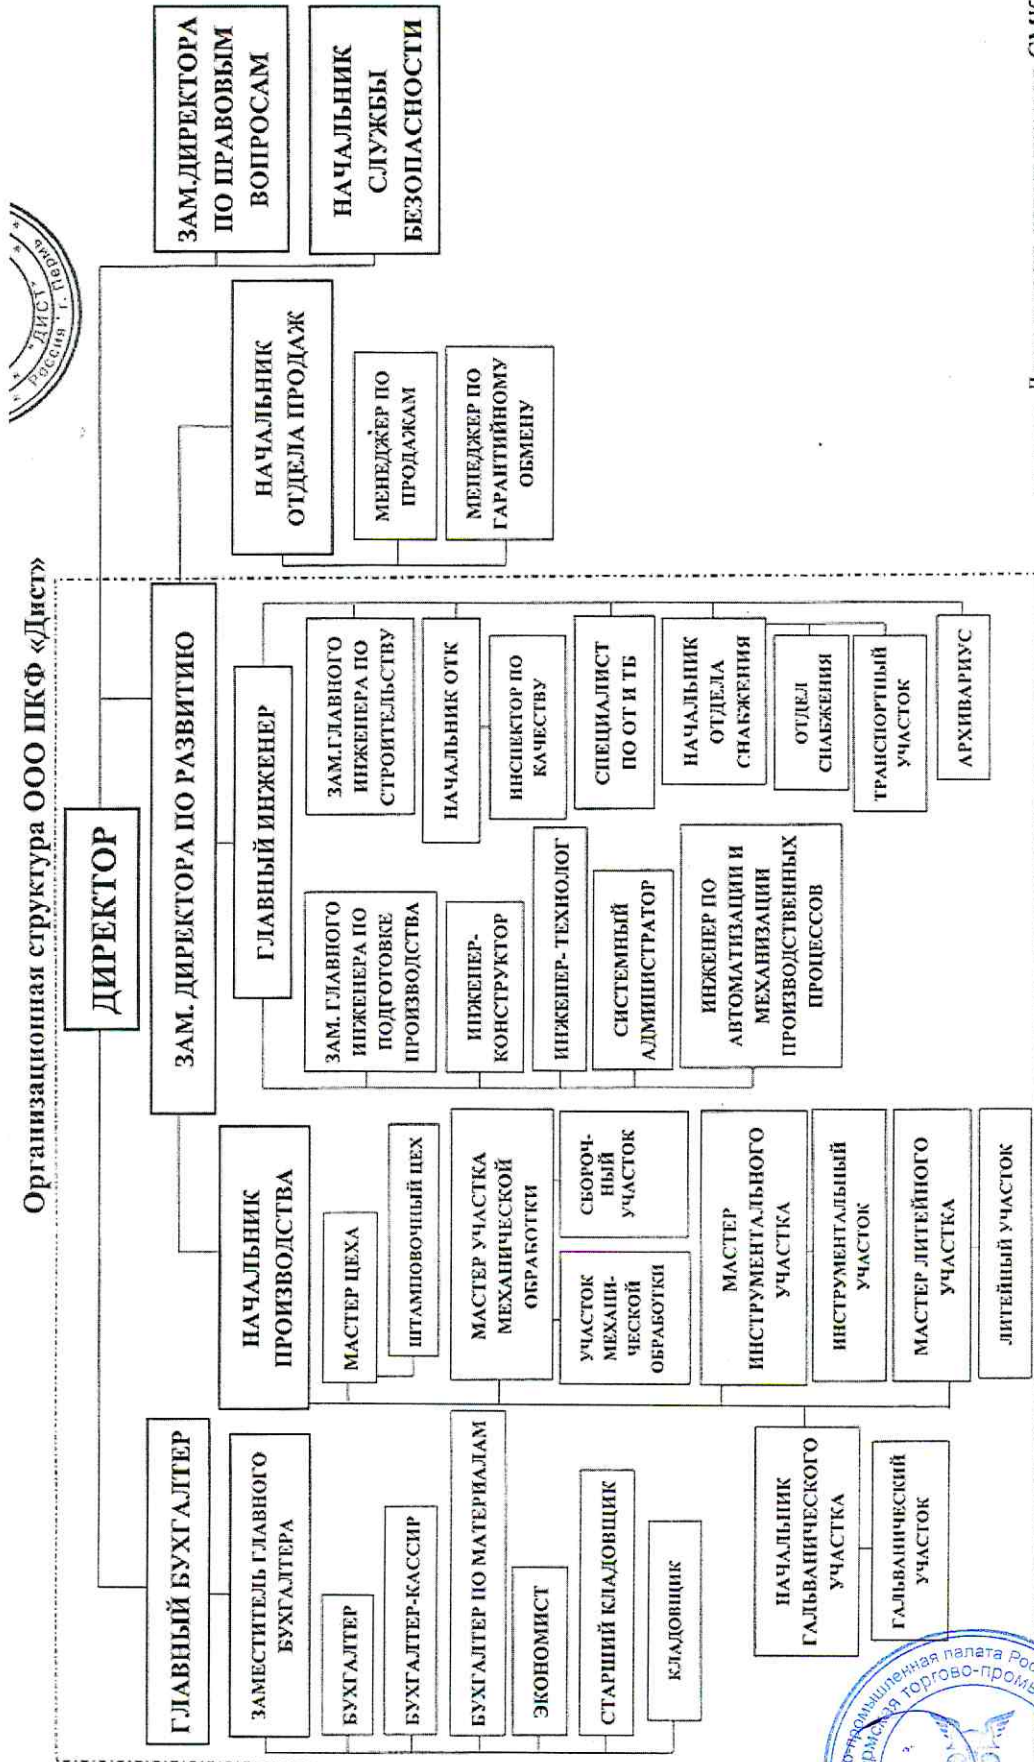 Организационная структура ООО ПКФ «Дист»
"ДИСТ"
Россия * г. Пермь
ДИРЕКТОР
ГЛАВНЫЙ БУХГАЛТЕР
ЗАМЕСТИТЕЛЬ ГЛАВНОГО
БУХГАЛТЕРА
БУХГАЛТЕР
БУХГАЛТЕР-КАССИР
БУХГАЛТЕР ПО МАТЕРИАЛАМ
ЭКОНОМИСТ
СТАРШИЙ КЛАДОВЩИК
КЛАДОВЩИК
ЗАМ. ДИРЕКТОРА ПО РАЗВИТИЮ
НАЧАЛЬНИК
ПРОИЗВОДСТВА
МАСТЕР ЦЕХА
ШТАМПОВОЧНЫЙ ЦЕХ
МАСТЕР УЧАСТКА
МЕХАНИЧЕСКОЙ
ОБРАБОТКИ
УЧАСТОК
МЕХАНИ-
ЧЕСКОЙ
ОБРАБОТКИ
СБОРОЧ-
НЫЙ
УЧАСТОК
МАСТЕР
ИНСТРУМЕНТАЛЬНОГО
УЧАСТКА
ИНСТРУМЕНТАЛЬНЫЙ
УЧАСТОК
МАСТЕР ЛИТЕЙНОГО
УЧАСТКА
ЛИТЕЙНЫЙ УЧАСТОК
НАЧАЛЬНИК
ГАЛЬВАНИЧЕСКОГО
УЧАСТКА
ГАЛЬВАНИЧЕСКИЙ
УЧАСТОК
ГЛАВНЫЙ ИНЖЕНЕР
ЗАМ. ГЛАВНОГО
ИНЖЕНЕРА ПО
ПОДГОТОВКЕ
ПРОИЗВОДСТВА
ИНЖЕНЕР-
КОНСТРУКТОР
ИНЖЕНЕР- ТЕХНОЛОГ
СИСТЕМНЫЙ
АДМИНИСТРАТОР
ИНЖЕНЕР ПО
АВТОМАТИЗАЦИИ И
МЕХАНИЗАЦИИ
ПРОИЗВОДСТВЕННЫХ
ПРОЦЕССОВ
ЗАМ.ГЛАВНОГО
ИНЖЕНЕРА ПО
СТРОИТЕЛЬСТВУ
НАЧАЛЬНИК ОТК
ИНСПЕКТОР ПО
КАЧЕСТВУ
СПЕЦИАЛИСТ
ПО ОТ И ТБ
НАЧАЛЬНИК
ОТДЕЛА
СНАБЖЕНИЯ
ОТДЕЛ
СНАБЖЕНИЯ
ТРАНСПОРТНЫЙ
УЧАСТОК
АРХИВАРИУС
НАЧАЛЬНИК
ОТДЕЛА ПРОДАЖ
МЕНЕДЖЕР ПО
ПРОДАЖАМ
МЕНЕДЖЕР ПО
ГАРАНТИЙНОМУ
ОБМЕНУ
ЗАМ.ДИРЕКТОРА
ПО ПРАВОВЫМ
ВОПРОСАМ
НАЧАЛЬНИК
СЛУЖБЫ
БЕЗОПАСНОСТИ
палата
торгово-